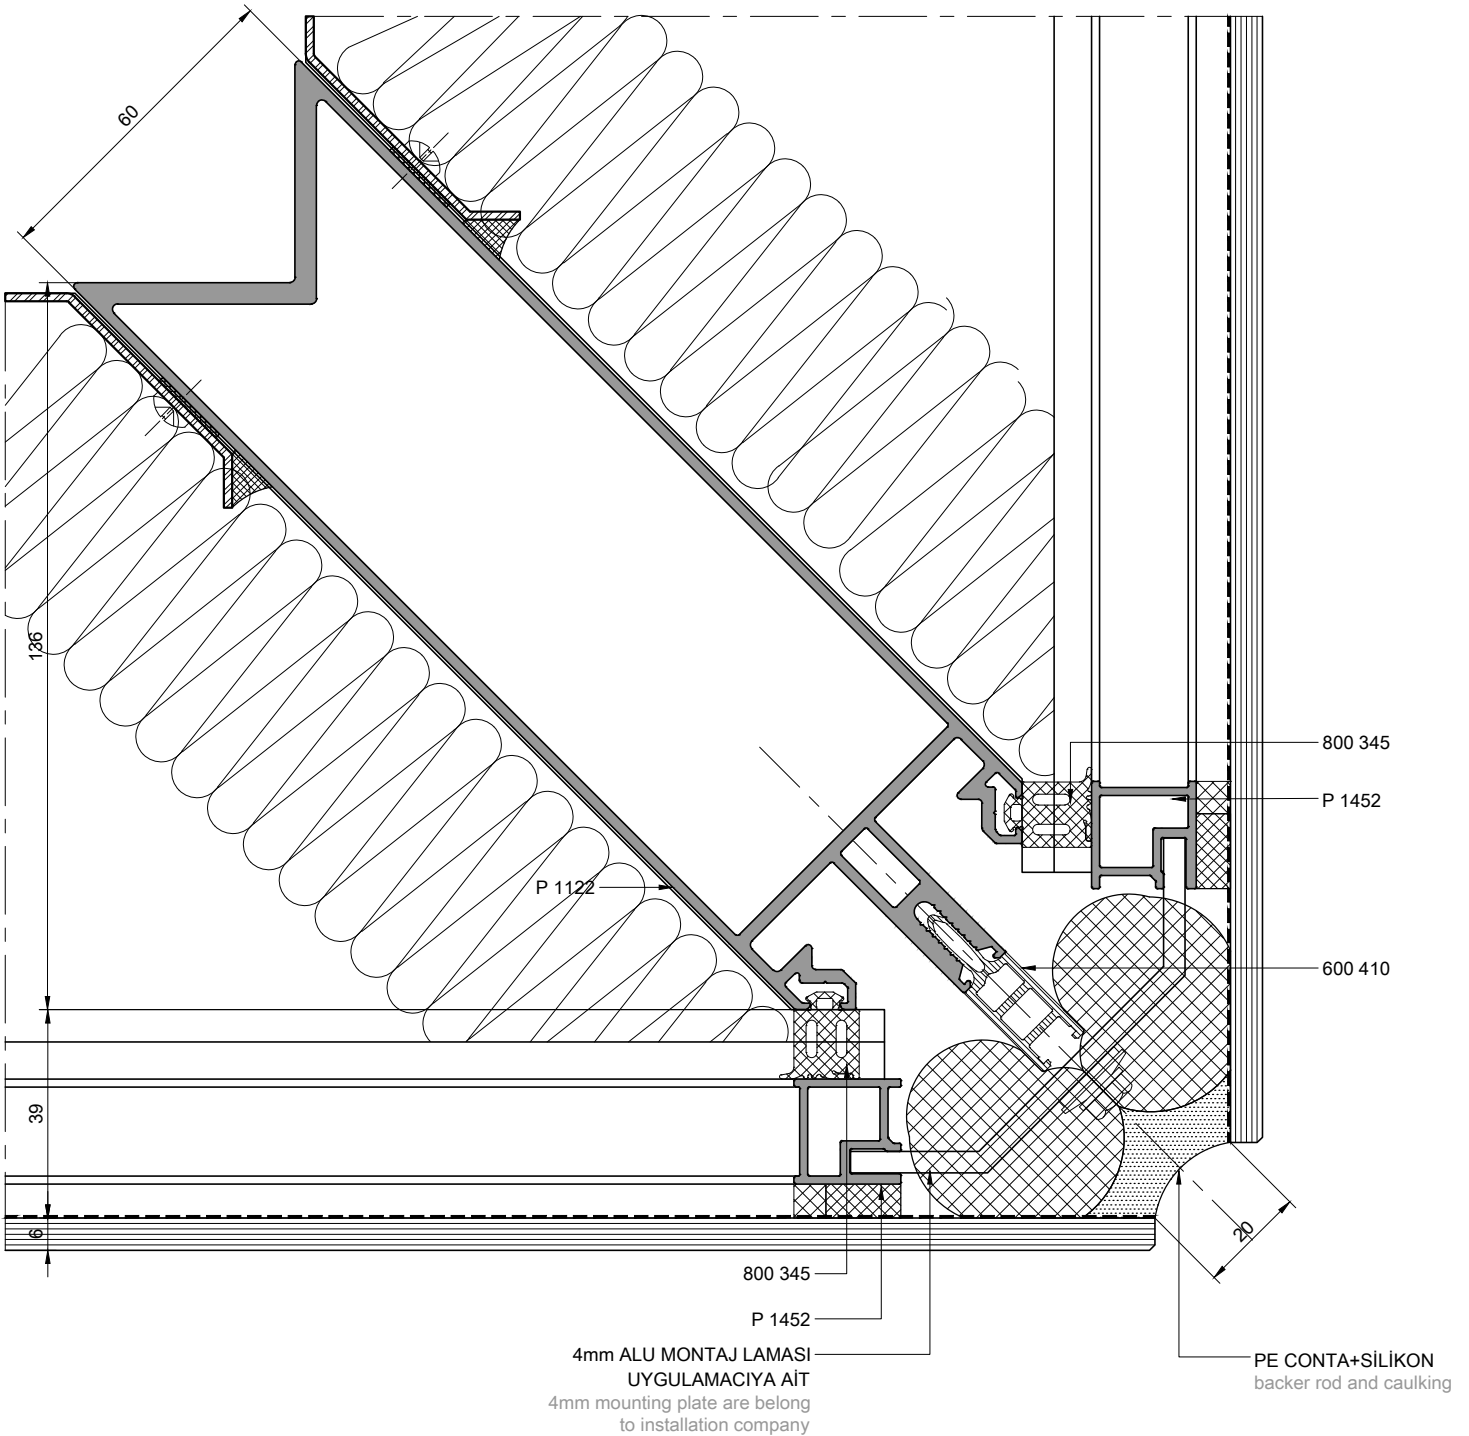 60
136
39
6
20
800 345
P 1452
P 1122
600 410
800 345
P 1452
4mm ALU MONTAJ LAMASI
UYGULAMACIYA AİT
4mm mounting plate are belong
to installation company
PE CONTA+SİLİKON
backer rod and caulking